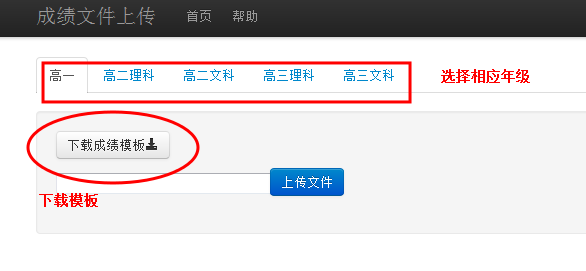 成绩文件上传 首页 帮助
高一 高二理科 高二文科 高三理科 高三文科 选择相应年级
下载成绩模板
上传文件
下载模板